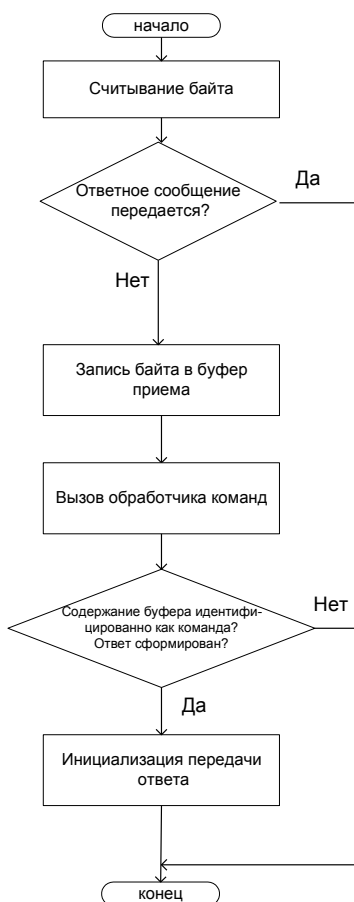 начало
Считывание байта
Ответное сообщение
передается?
Да
Нет
Запись байта в буфер
приема
Вызов обработчика команд
Содержание буфера идентифи-
цированно как команда?
Ответ сформирован?
Нет
Да
Инициализация передачи
ответа
конец